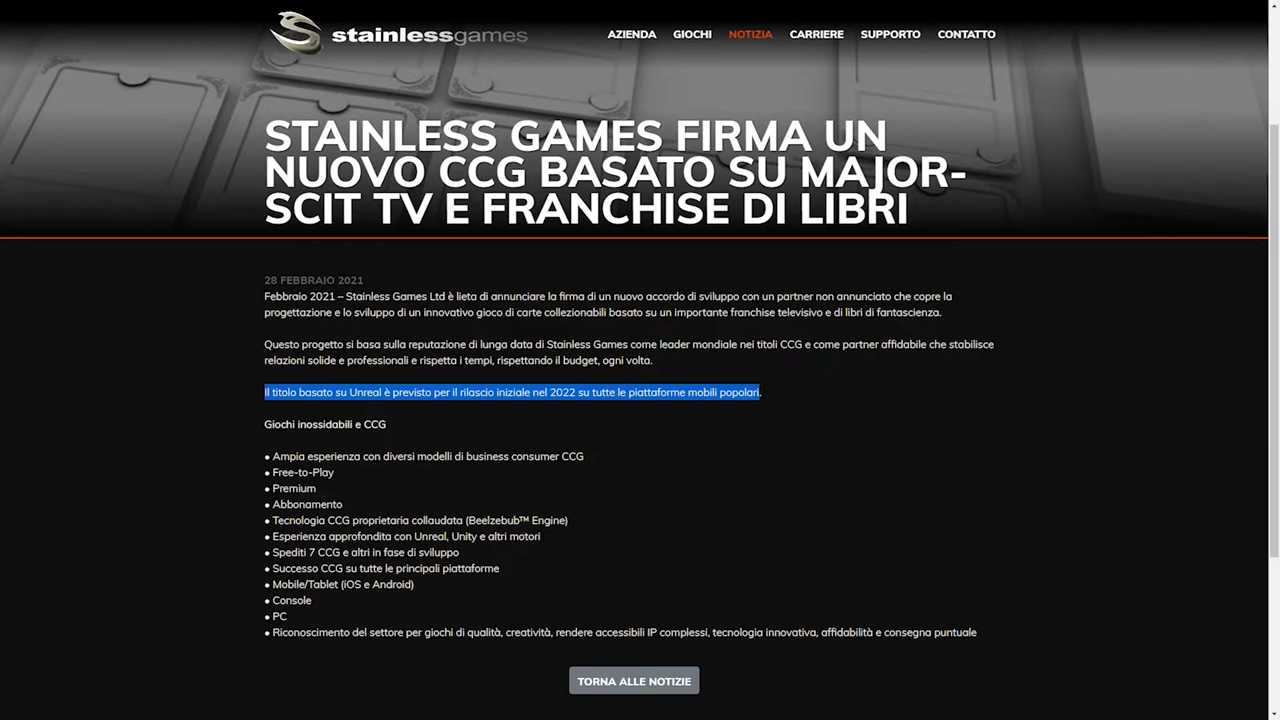 stainlessgames
AZIENDA GIOCHI NOTIZIA CARRIERE SUPPORTO CONTATTO
STAINLESS GAMES FIRMA UN
NUOVO CCG BASATO SU MAJOR-
SCIT TV E FRANCHISE DI LIBRI
28 FEBBRAIO 2021
Febbraio 2021 – Stainless Games Ltd è lieta di annunciare la firma di un nuovo accordo di sviluppo con un partner non annunciato che copre la
progettazione e lo sviluppo di un innovativo gioco di carte collezionabili basato su un importante franchise televisivo e di libri di fantascienza.
Questo progetto si basa sulla reputazione di lunga data di Stainless Games come leader mondiale nei titoli CCG e come partner affidabile che stabilisce
relazioni solide e professionali e rispetta i tempi, rispettando il budget, ogni volta.
Il titolo basato su Unreal è previsto per il rilascio iniziale nel 2022 su tutte le piattaforme mobili popolari.
Giochi inossidabili e CCG
• Ampia esperienza con diversi modelli di business consumer CCG
• Free-to-Play
• Premium
• Abbonamento
• Tecnologia CCG proprietaria collaudata (Beelzebub™ Engine)
• Esperienza approfondita con Unreal, Unity e altri motori
• Spediti 7 CCG e altri in fase di sviluppo
• Successo CCG su tutte le principali piattaforme
• Mobile/Tablet (iOS e Android)
• Console
• PC
• Riconoscimento del settore per giochi di qualità, creatività, rendere accessibili IP complessi, tecnologia innovativa, affidabilità e consegna puntuale
TORNA ALLE NOTIZIE